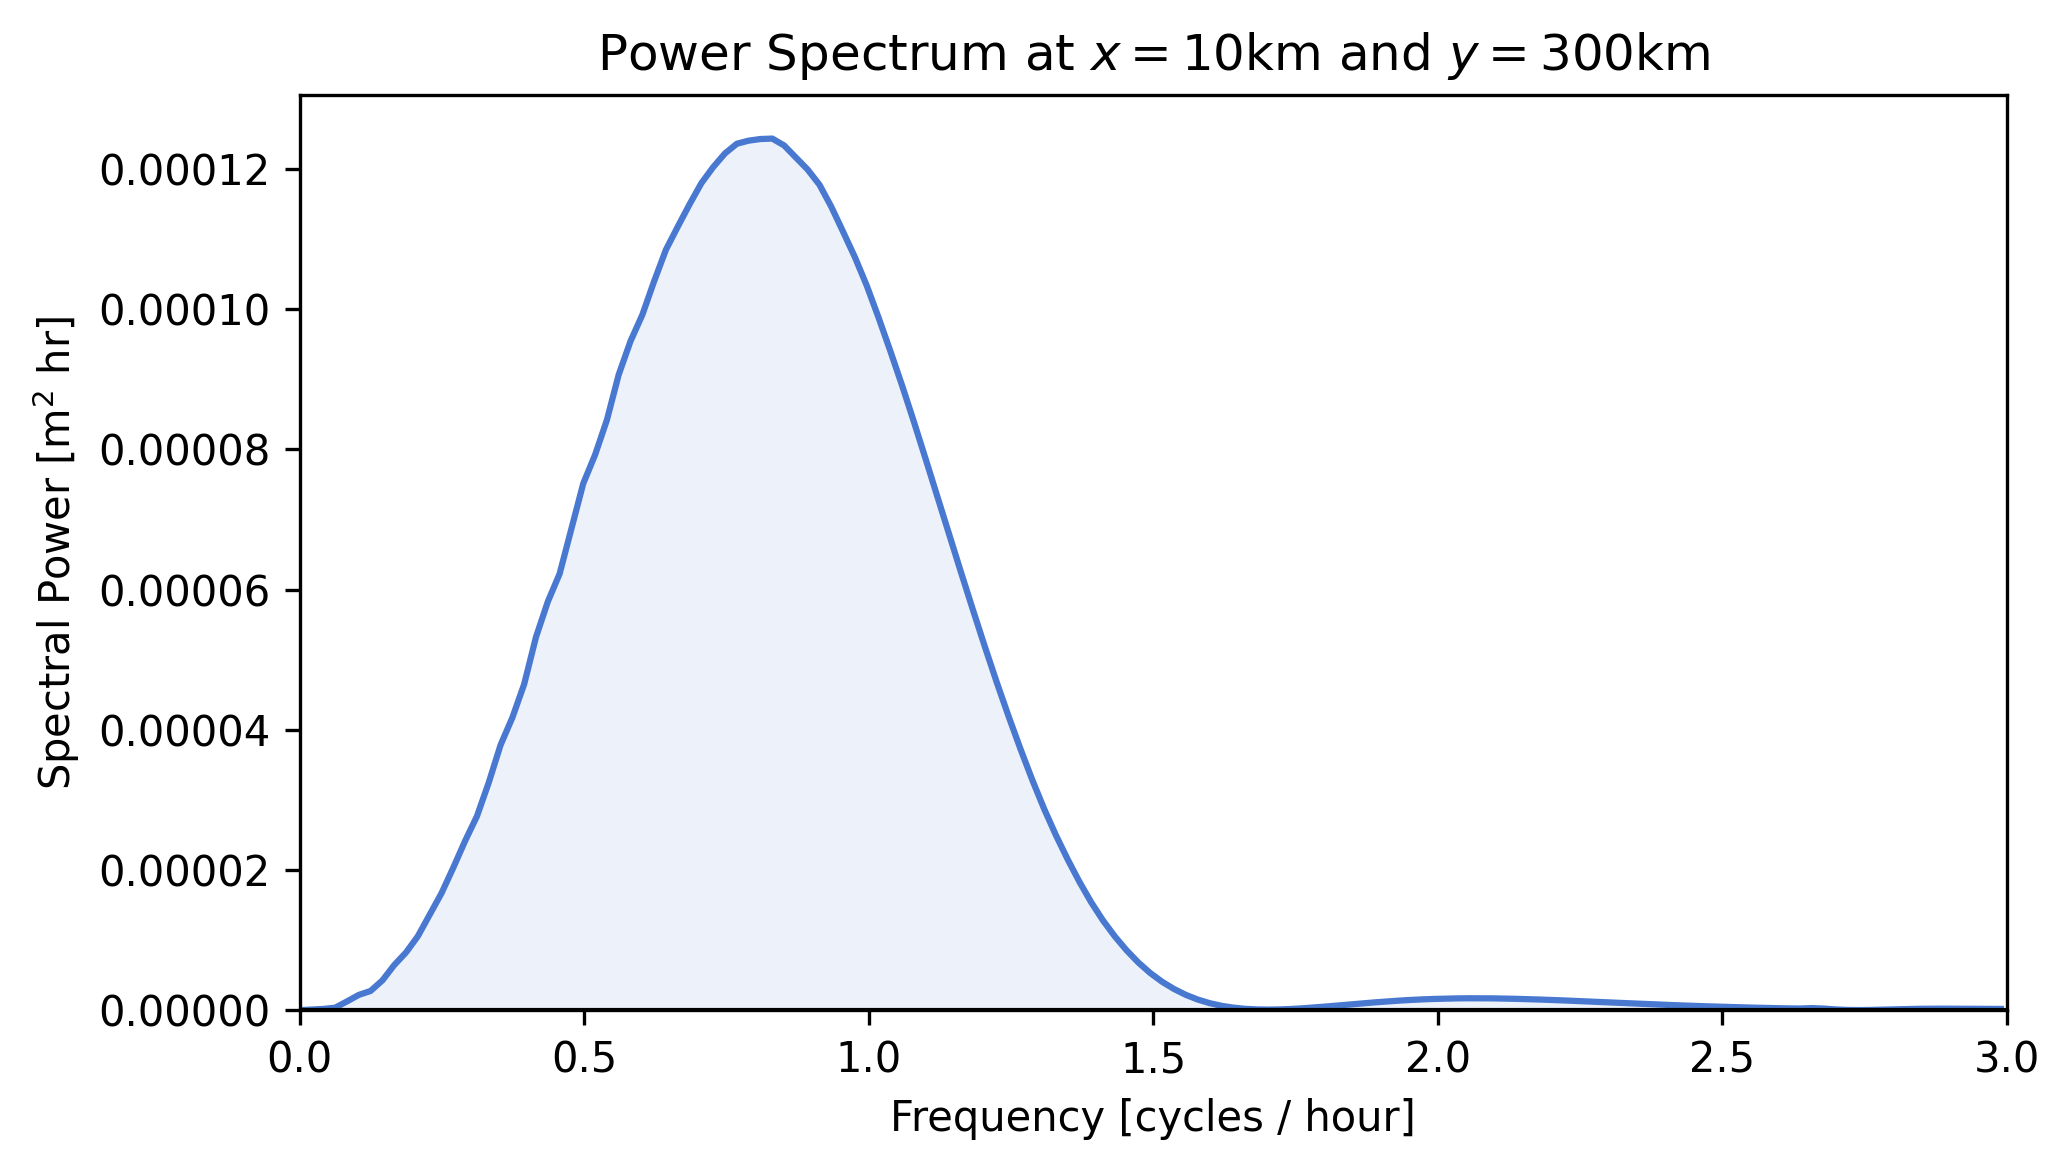 Power Spectrum at x = 10km and y = 300km
Spectral Power [m² hr]
0.00012
0.00010
0.00008
0.00006
0.00004
0.00002
0.00000
0.0 0.5 1.0 1.5 2.0 2.5 3.0
Frequency [cycles / hour]